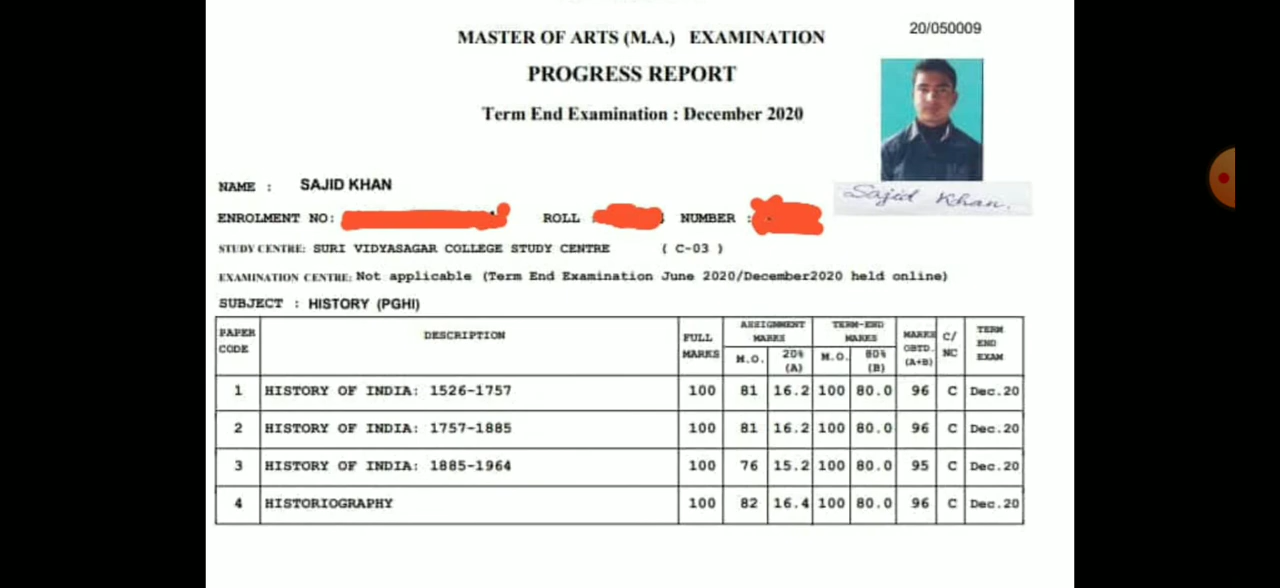 20/050009
MASTER OF ARTS (M.A.) EXAMINATION
PROGRESS REPORT
Term End Examination : December 2020
NAME : SAJID KHAN
Sajid Khan.
ENROLMENT NO: ROLL : NUMBER :
STUDY CENTRE: SURI VIDYASAGAR COLLEGE STUDY CENTRE ( C-03 )
EXAMINATION CENTRE: Not applicable (Term End Examination June 2020/December2020 held online)
SUBJECT : HISTORY (PGHI)
PAPER CODE DESCRIPTION FULL MARKS ASSIGNMENT MARKS M.O. 20% (A) TERM-END MARKS M.O. 80% (B) MARKS OBTD. (A+B) C/ NC TERM END EXAM
1 HISTORY OF INDIA: 1526-1757 100 81 16.2 100 80.0 96 C Dec.20
2 HISTORY OF INDIA: 1757-1885 100 81 16.2 100 80.0 96 C Dec.20
3 HISTORY OF INDIA: 1885-1964 100 76 15.2 100 80.0 95 C Dec.20
4 HISTORIOGRAPHY 100 82 16.4 100 80.0 96 C Dec.20